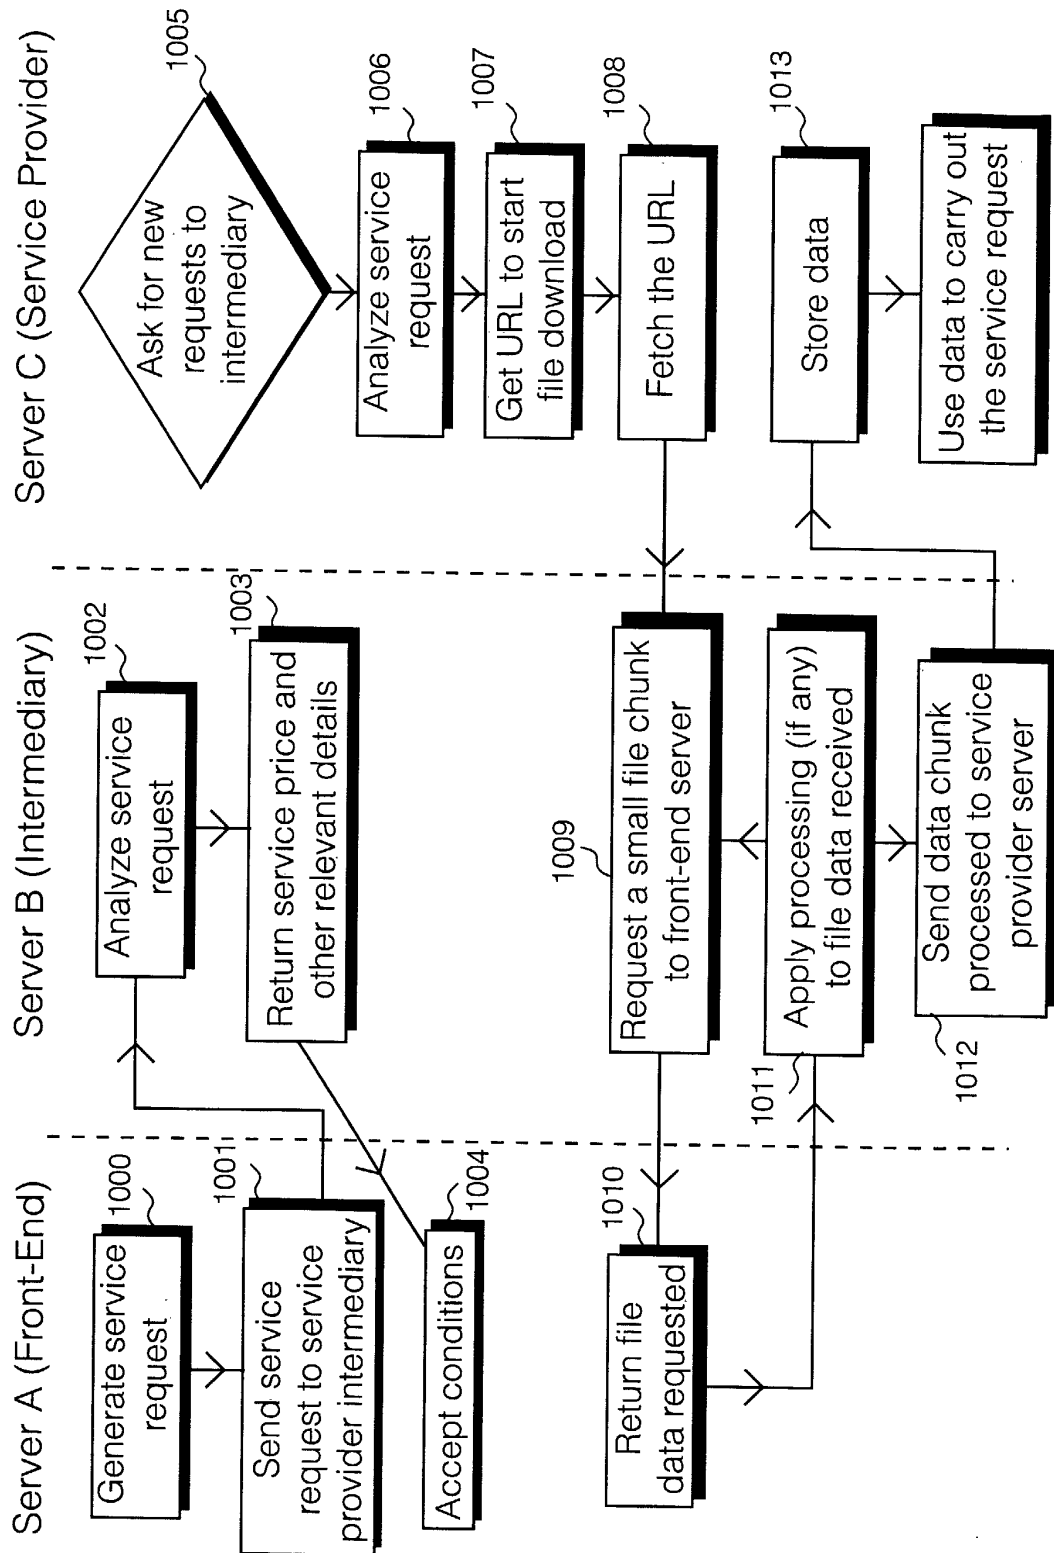 Server A (Front-End)
1000
Generate service
request
1001
Send service
request to service
provider intermediary
1004
Accept conditions
1010
Return file
data requested
Server B (Intermediary)
1002
Analyze service
request
1003
Return service price and
other relevant details
1009
Request a small file chunk
to front-end server
1011
Apply processing (if any)
to file data received
1012
Send data chunk
processed to service
provider server
Server C (Service Provider)
1005
Ask for new
requests to
intermediary
1006
Analyze service
request
1007
Get URL to start
file download
1008
Fetch the URL
1013
Store data
Use data to carry out
the service request